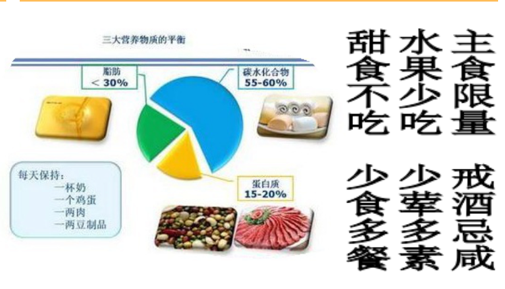 三大营养物质的平衡
脂肪
< 30%
碳水化合物
55-60%
蛋白质
15-20%
每天保持：
一杯奶
一个鸡蛋
一两肉
一两豆制品
主食限量
水果少吃
甜食不吃
戒酒忌咸
少荤多素
少食多餐